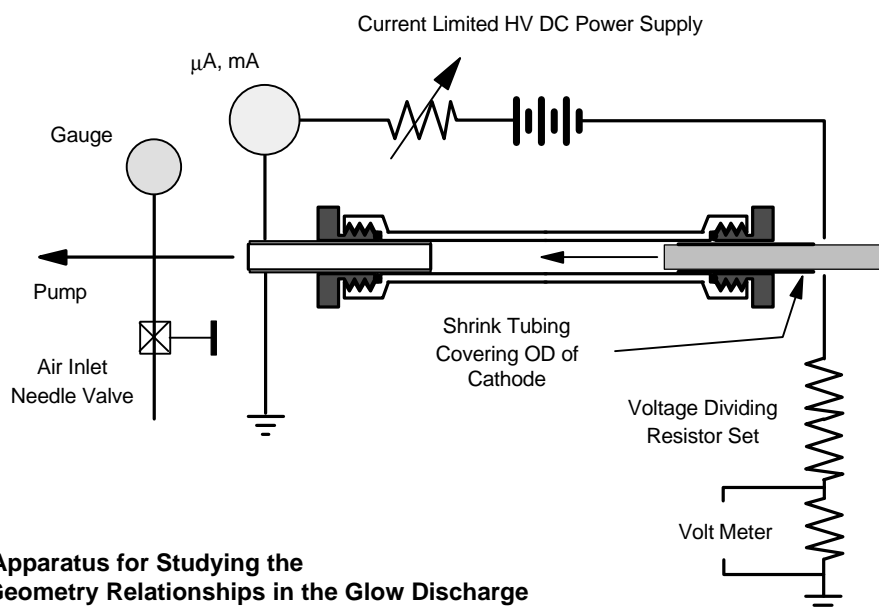 Current Limited HV DC Power Supply
μA, mA
Gauge
Pump
Air Inlet
Needle Valve
Shrink Tubing
Covering OD of
Cathode
Voltage Dividing
Resistor Set
Volt Meter
Apparatus for Studying the
Geometry Relationships in the Glow Discharge